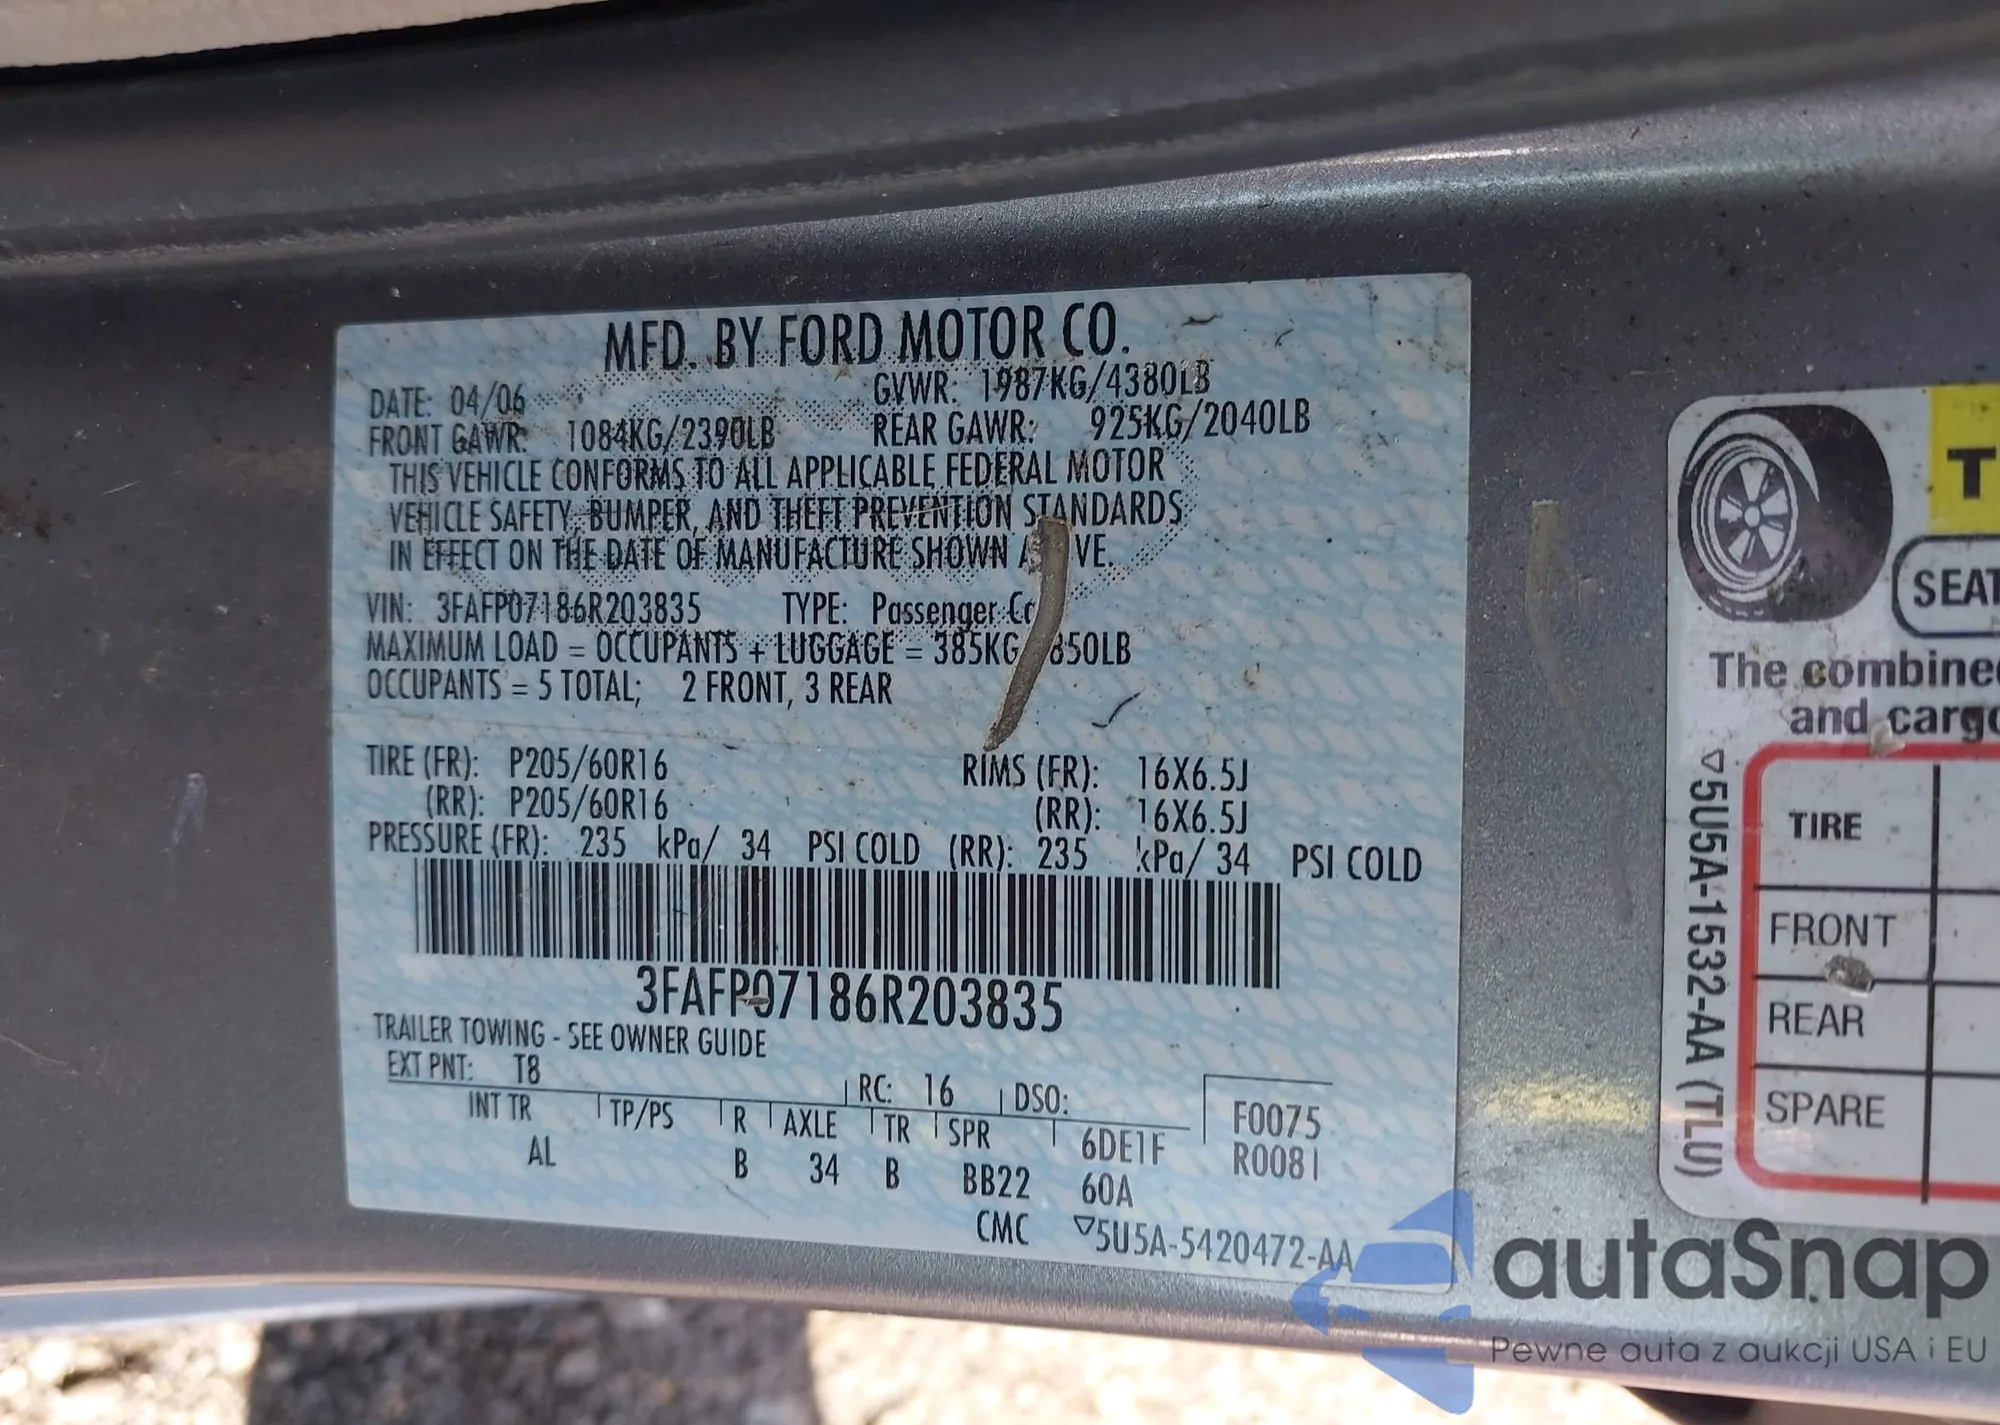 MFD. BY FORD MOTOR CO.
DATE: 04/06 GVWR: 1987KG/4380LB
FRONT GAWR: 1084KG/2390LB REAR GAWR: 925KG/2040LB
THIS VEHICLE CONFORMS TO ALL APPLICABLE FEDERAL MOTOR
VEHICLE SAFETY, BUMPER, AND THEFT PREVENTION STANDARDS
IN EFFECT ON THE DATE OF MANUFACTURE SHOWN
VIN: 3FAFP07186R203835 TYPE: Passenger
MAXIMUM LOAD = OCCUPANTS + LUGGAGE = 385KG 850LB
OCCUPANTS = 5 TOTAL; 2 FRONT, 3 REAR
TIRE (FR): P205/60R16 RIMS (FR): 16X6.5J
(RR): P205/60R16 (RR): 16X6.5J
PRESSURE (FR): 235 kPa/ 34 PSI COLD (RR): 235 kPa/ 34 PSI COLD
3FAFP07186R203835
TRAILER TOWING - SEE OWNER GUIDE
EXT PNT: T8 RC: 16 DSO:
INT TR TP/PS R AXLE TR SPR 6DE1F
AL B 34 B BB22 60A
F0075
R0081
CMC ▽5U5A-5420472-AA
T
SEAT
The combined
and cargo
▽5U5A-1532-AA (TLU)
TIRE
FRONT
REAR
SPARE
autaSnap
Pewne auta z aukcji USA i EU